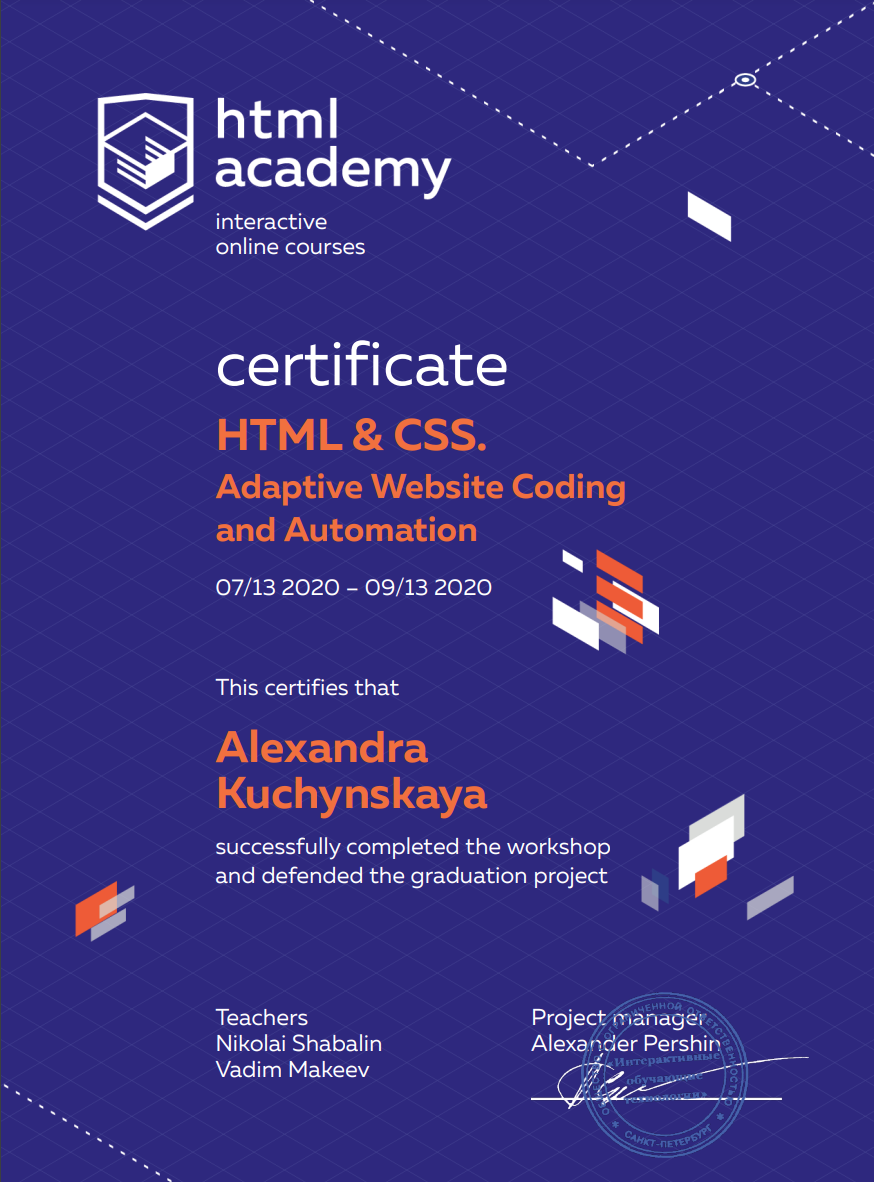 html
academy
interactive
online courses
certificate
HTML & CSS.
Adaptive Website Coding
and Automation
07/13 2020 – 09/13 2020
This certifies that
Alexandra
Kuchynskaya
successfully completed the workshop
and defended the graduation project
Teachers
Nikolai Shabalin
Vadim Makeev
Project manager
Alexander Pershin
«Интерактивные
обучающие
технологии»
САНКТ-ПЕТЕРБУРГ